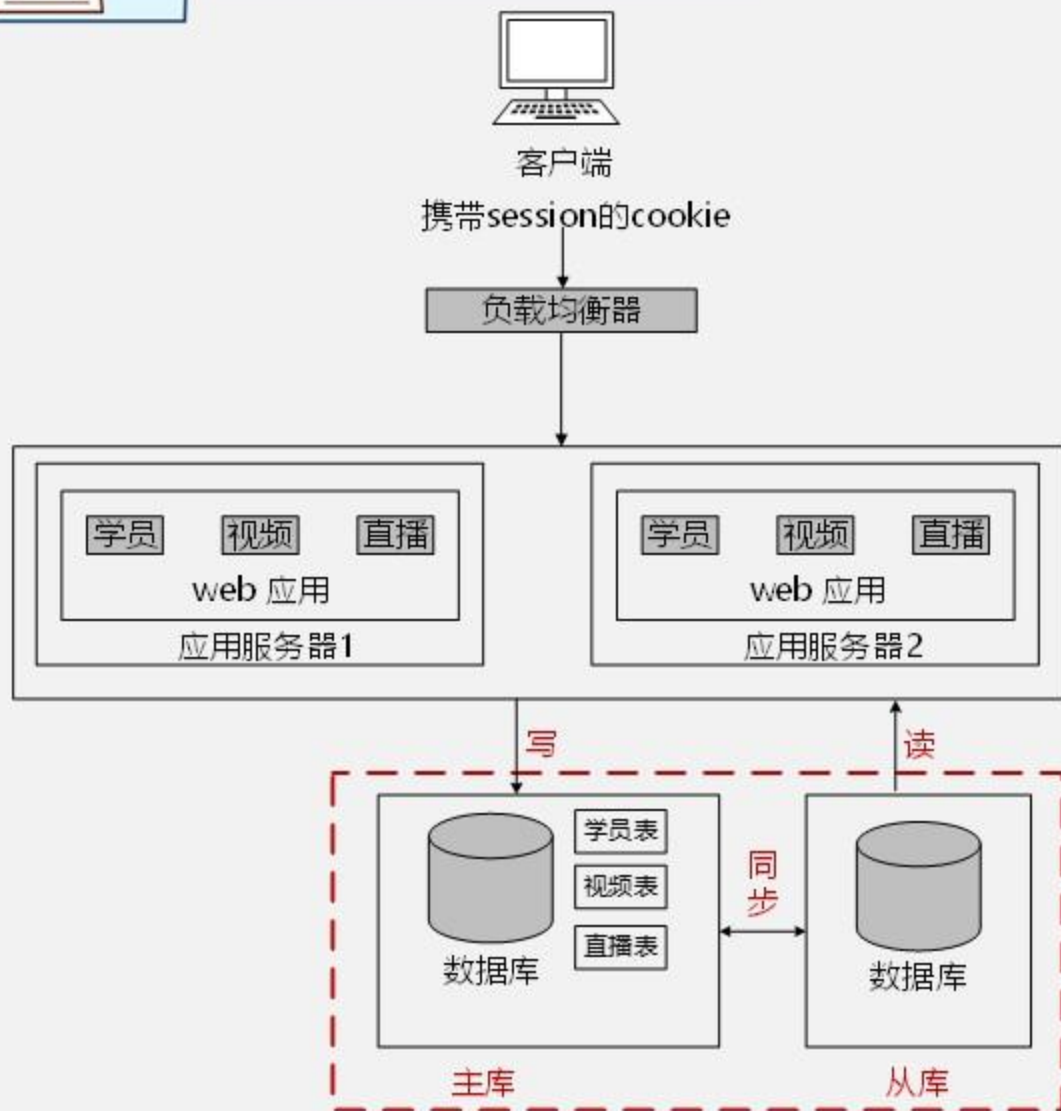 客户端
携带session的cookie
负载均衡器
学员 视频 直播
web 应用
应用服务器1
学员 视频 直播
web 应用
应用服务器2
写
读
学员表
视频表
直播表
数据库
同步
数据库
主库
从库